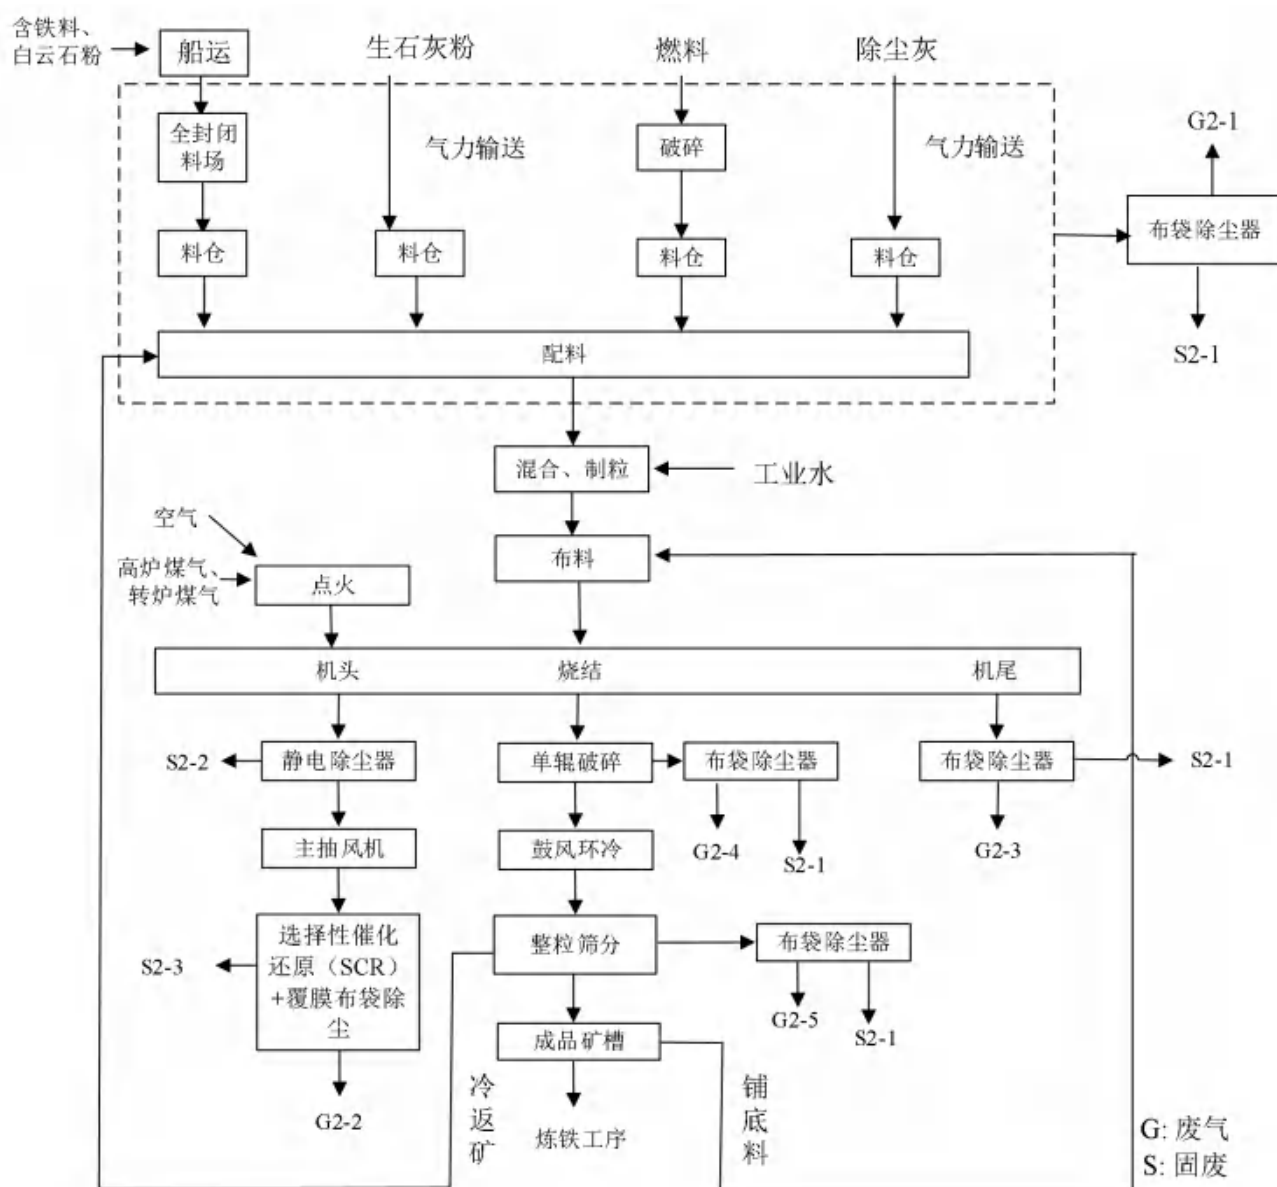 含铁料、
白云石粉
船运
生石灰粉
燃料
除尘灰
全封闭
料场
气力输送
破碎
气力输送
G2-1
布袋除尘器
料仓
料仓
料仓
料仓
S2-1
配料
混合、制粒
工业水
空气
布料
高炉煤气、
转炉煤气
点火
机头
烧结
机尾
S2-2
静电除尘器
单辊破碎
布袋除尘器
布袋除尘器
S2-1
主抽风机
鼓风环冷
G2-4
S2-1
G2-3
选择性催化
还原（SCR）
+覆膜布袋除
尘
S2-3
整粒筛分
布袋除尘器
G2-5
S2-1
成品矿槽
G2-2
冷
返
矿
炼铁工序
铺
底
料
G: 废气
S: 固废